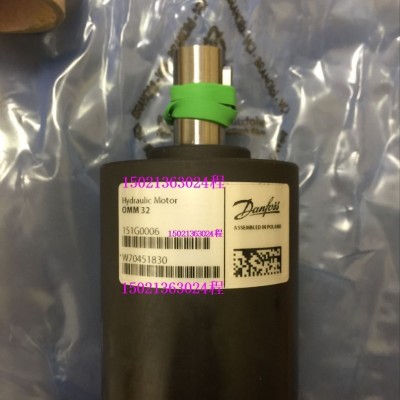 15021363024程
Hydraulic Motor
OMM 32
151G0006
15021363024程
W70451830
15021363024程
Danfoss
ASSEMBLED IN POLAND